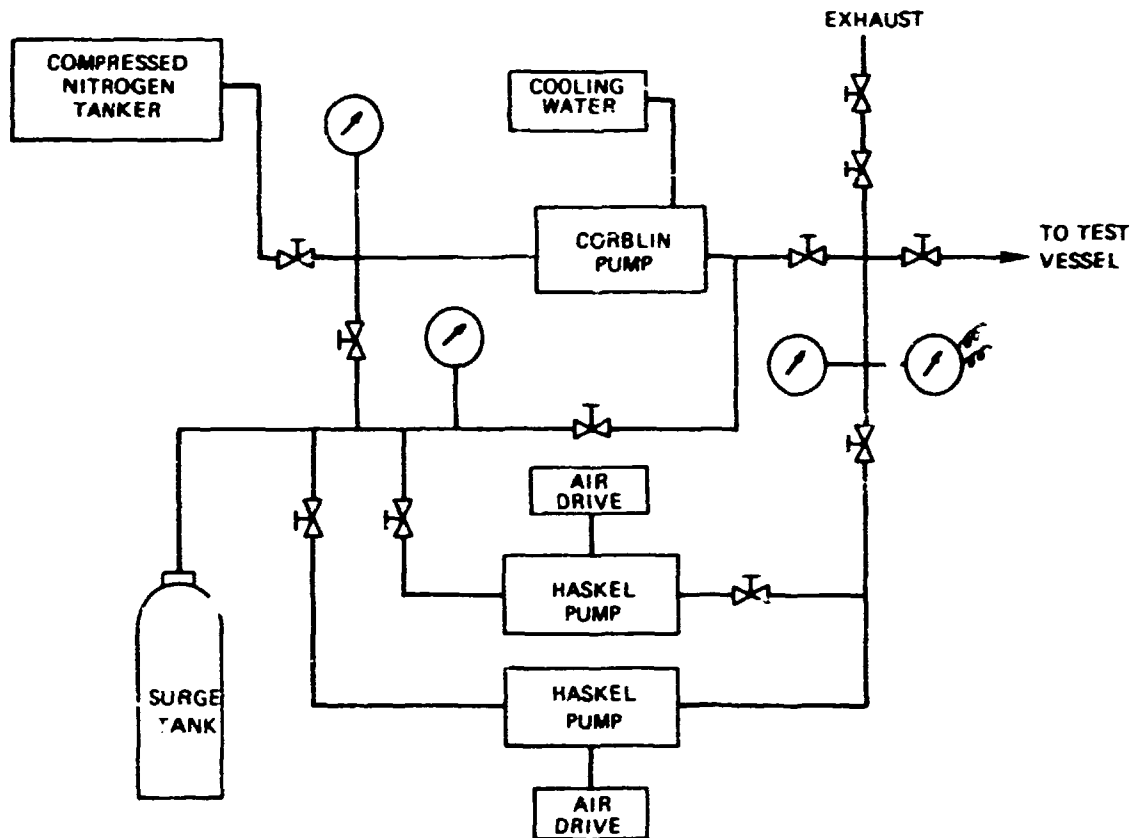 EXHAUST
COMPRESSED
NITROGEN
TANKER
COOLING
WATER
CORBLIN
PUMP
TO TEST
VESSEL
AIR
DRIVE
HASKEL
PUMP
SURGE
TANK
HASKEL
PUMP
AIR
DRIVE